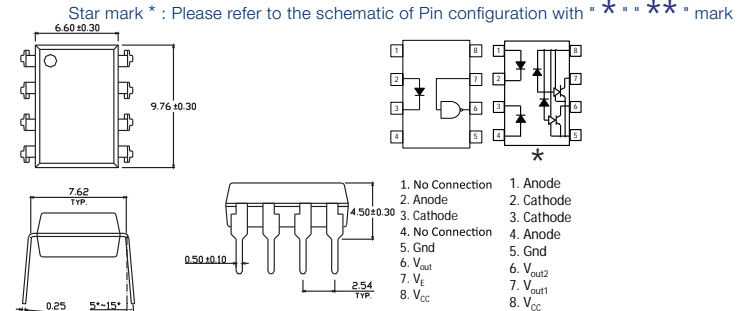 Star mark * : Please refer to the schematic of Pin configuration with " * " " ** " mark
6.60±0.30
9.76±0.30
1
2
3
4
8
7
6
5
1
2
3
4
8
7
6
5
*
7.62
TYP.
0.25
5°~15°
4.50±0.30
0.50±0.10
2.54
TYP.
1. No Connection
2. Anode
3. Cathode
4. No Connection
5. Gnd
6. Vout
7. VE
8. VCC
1. Anode
2. Cathode
3. Cathode
4. Anode
5. Gnd
6. Vout2
7. Vout1
8. VCC